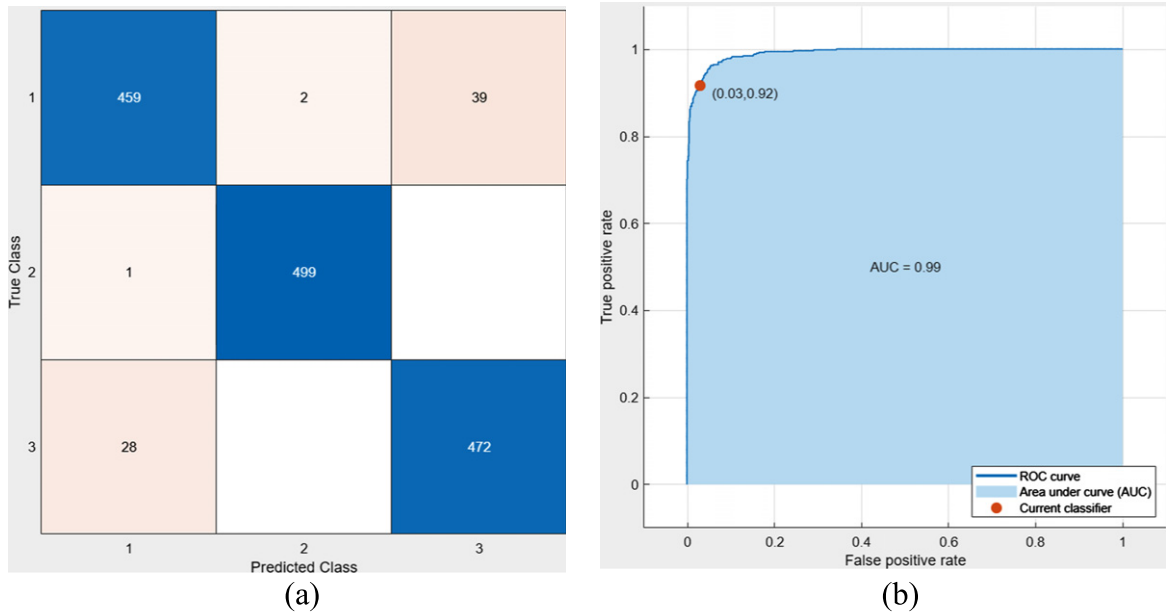 1
459
2
39
2
1
499
3
28
472
1
2
3
True Class
Predicted Class
(a)
1
0.8
0.6
0.4
0.2
0
(0.03,0.92)
AUC = 0.99
ROC curve
Area under curve (AUC)
Current classifier
0
0.2
0.4
0.6
0.8
1
True positive rate
False positive rate
(b)